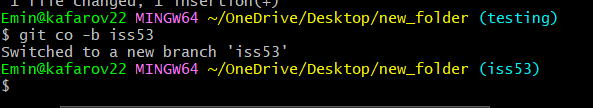 1 file changed, 1 insertion(+)
Emin@kafarov22 MINGW64 ~/OneDrive/Desktop/new_folder (testing)
$ git co -b iss53
Switched to a new branch 'iss53'
Emin@kafarov22 MINGW64 ~/OneDrive/Desktop/new_folder (iss53)
$